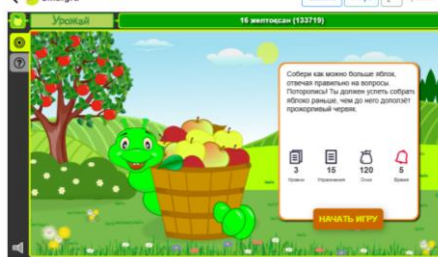 Урожай
16 желтоқсан (133719)
Собери как можно больше яблок,
отвечая правильно на вопросы.
Поторопись! Ты должен успеть собрать
яблоко раньше, чем до него доползёт
прожорливый червяк.
3 15 120 5
Уровни Упражнения Очки Время
НАЧАТЬ ИГРУ